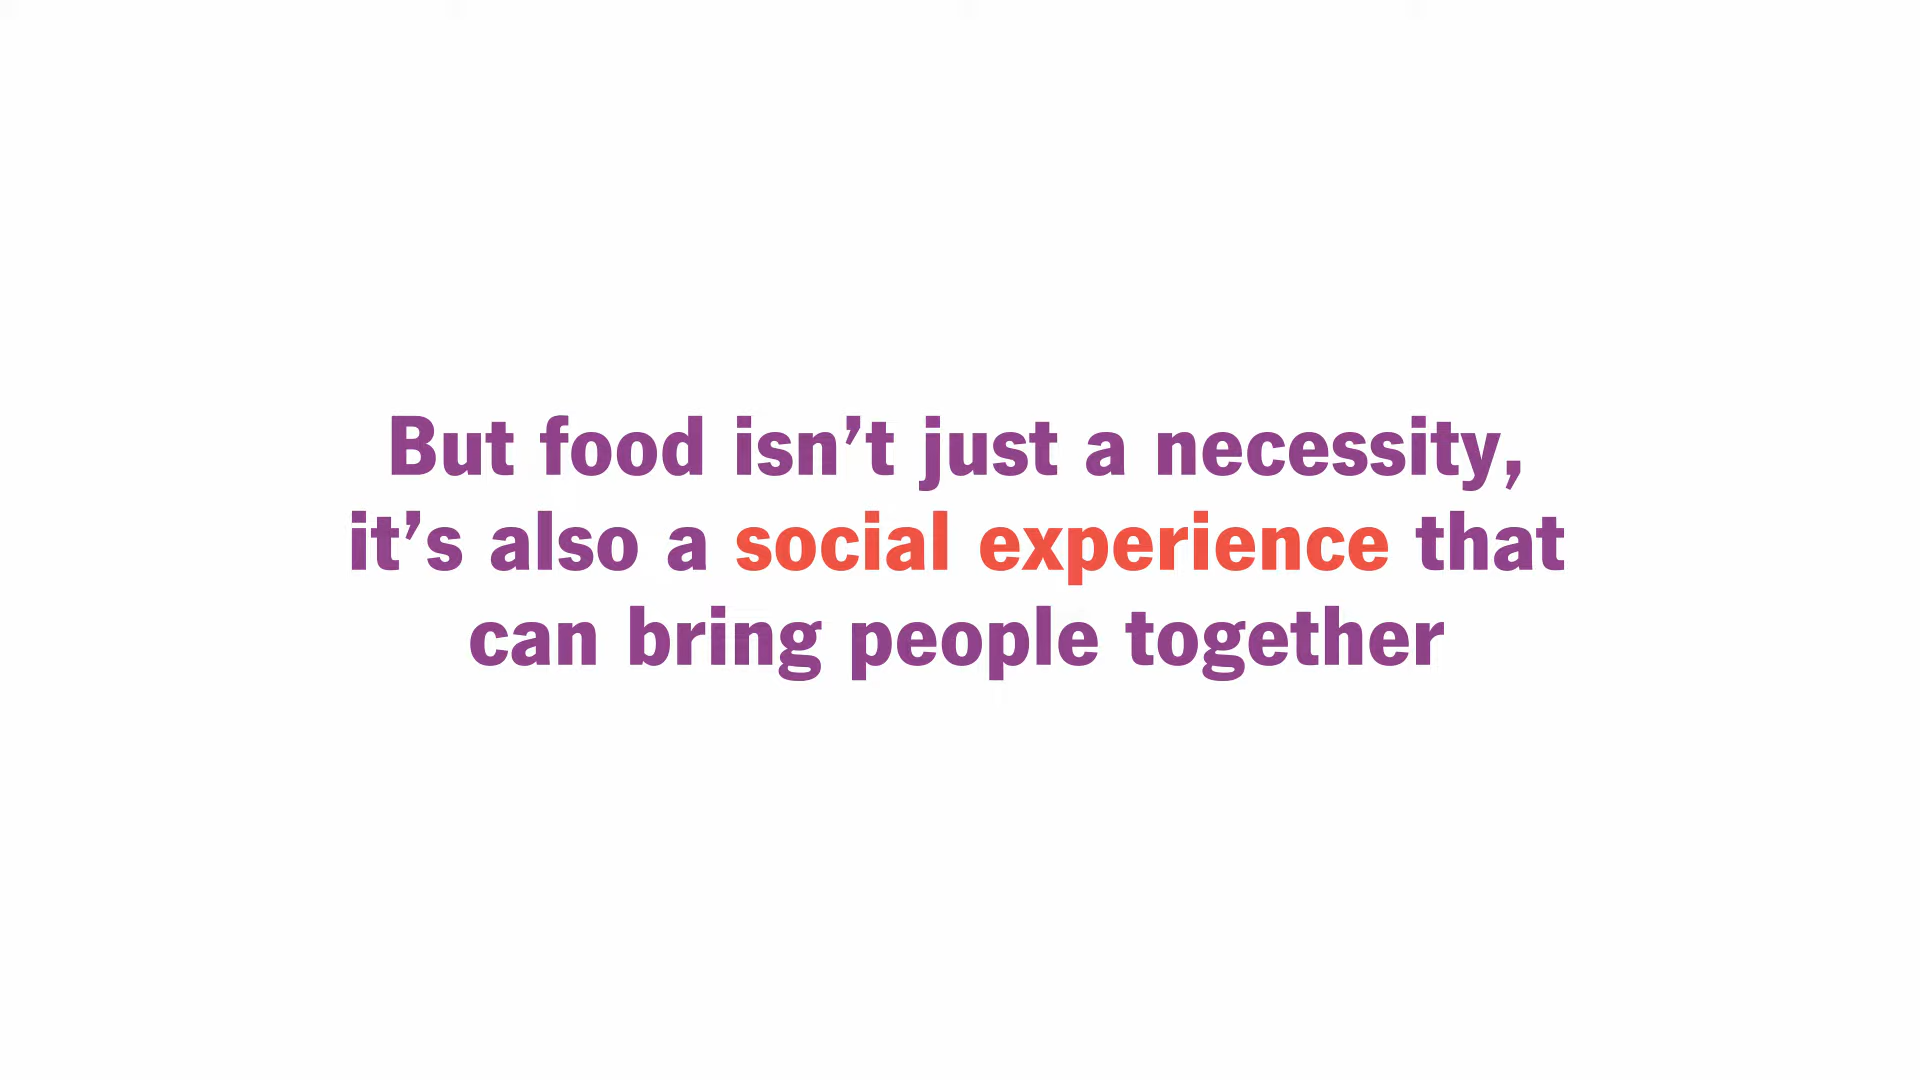 But food isn’t just a necessity,
it’s also a social experience that
can bring people together